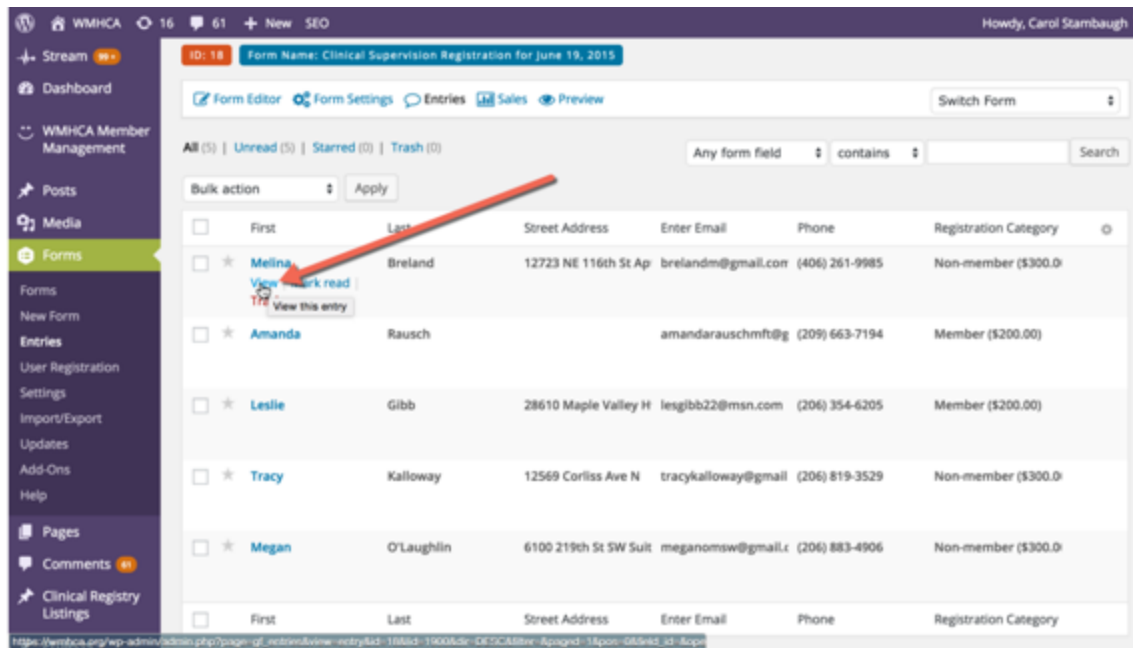 WMHCA 16 61 + New SEO Howdy, Carol Stambaugh
Stream 99+
Dashboard
WMHCA Member
Management
Posts
Media
Forms
Forms
New Form
Entries
User Registration
Settings
Import/Export
Updates
Add-Ons
Help
Pages
Comments 61
Clinical Registry
Listings
ID: 18 Form Name: Clinical Supervision Registration for June 19, 2015
Form Editor Form Settings Entries Sales Preview Switch Form
All (5) | Unread (5) | Starred (0) | Trash (0) Any form field contains Search
Bulk action Apply
First Last Street Address Enter Email Phone Registration Category
Melina Breland 12723 NE 116th St Ap brelandm@gmail.com (406) 261-9985 Non-member ($300.0
View | Mark read |
View this entry
Amanda Rausch amandarauschmft@g (209) 663-7194 Member ($200.00)
Leslie Gibb 28610 Maple Valley H lesgibb22@msn.com (206) 354-6205 Member ($200.00)
Tracy Kalloway 12569 Corliss Ave N tracykalloway@gmail (206) 819-3529 Non-member ($300.0
Megan O'Laughlin 6100 219th St SW Suit meganomsw@gmail.c (206) 883-4906 Non-member ($300.0
First Last Street Address Enter Email Phone Registration Category